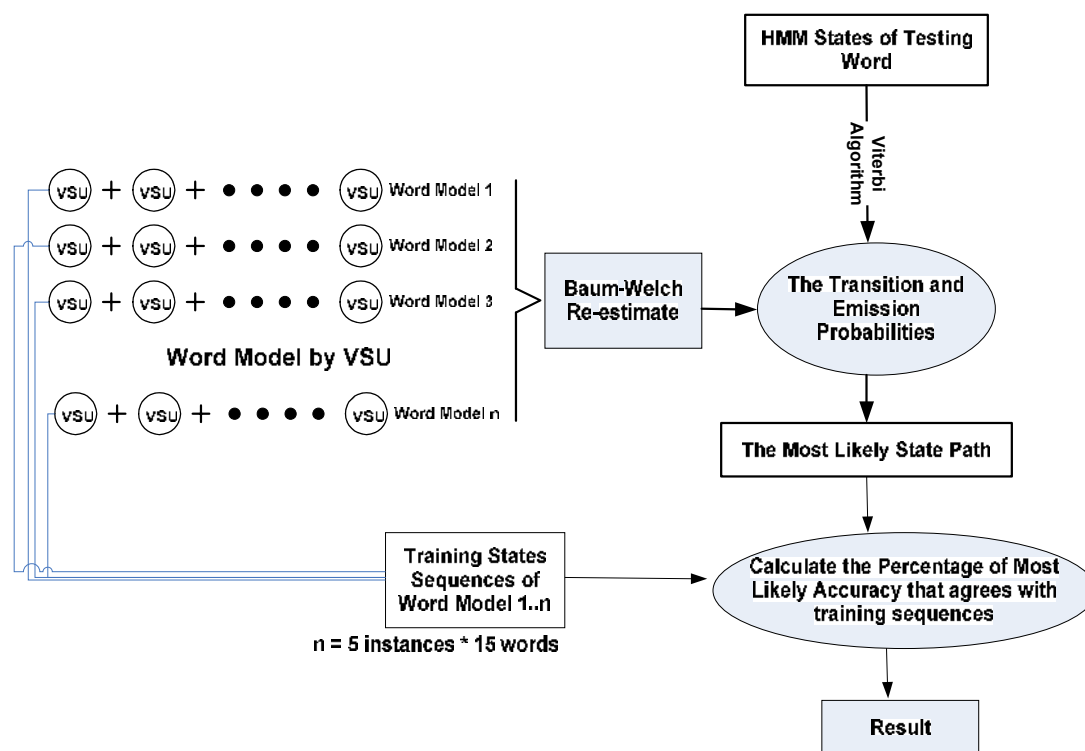 HMM States of Testing
Word
Viterbi
Algorithm
VSU + VSU + VSU Word Model 1
VSU + VSU + VSU Word Model 2
VSU + VSU + VSU Word Model 3
Word Model by VSU
VSU + VSU + VSU Word Model n
Baum-Welch
Re-estimate
The Transition and
Emission
Probabilities
The Most Likely State Path
Training States
Sequences of
Word Model 1..n
n = 5 instances * 15 words
Calculate the Percentage of Most
Likely Accuracy that agrees with
training sequences
Result